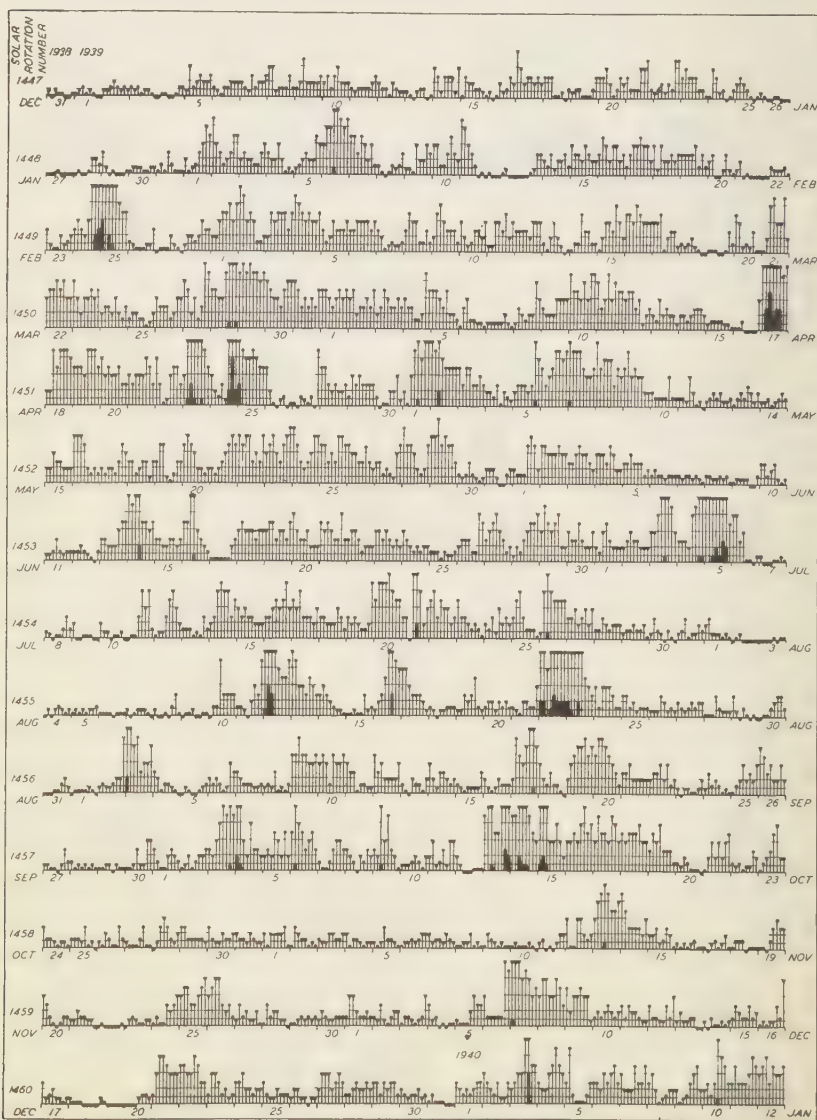 SOLAR ROTATION NUMBER
1938 1939
1447
DEC 31 1 5 10 15 20 25 26 JAN
1448
JAN 27 30 1 5 10 15 20 22 FEB
1449
FEB 23 25 1 5 10 15 20 21 MAR
1450
MAR 22 25 30 1 5 10 15 17 APR
1451
APR 18 20 25 30 1 5 10 14 MAY
1452
MAY 15 20 25 30 1 5 10 JUN
1453
JUN 11 15 20 25 30 1 5 7 JUL
1454
JUL 8 10 15 20 25 30 1 3 AUG
1455
AUG 4 5 10 15 20 25 30 AUG
1456
AUG 31 1 5 10 15 20 25 26 SEP
1457
SEP 27 30 1 5 10 15 20 23 OCT
1458
OCT 24 25 30 1 5 10 15 19 NOV
1459
NOV 20 25 30 1 5 10 15 16 DEC
1940
1460
DEC 17 20 25 30 1 5 10 12 JAN